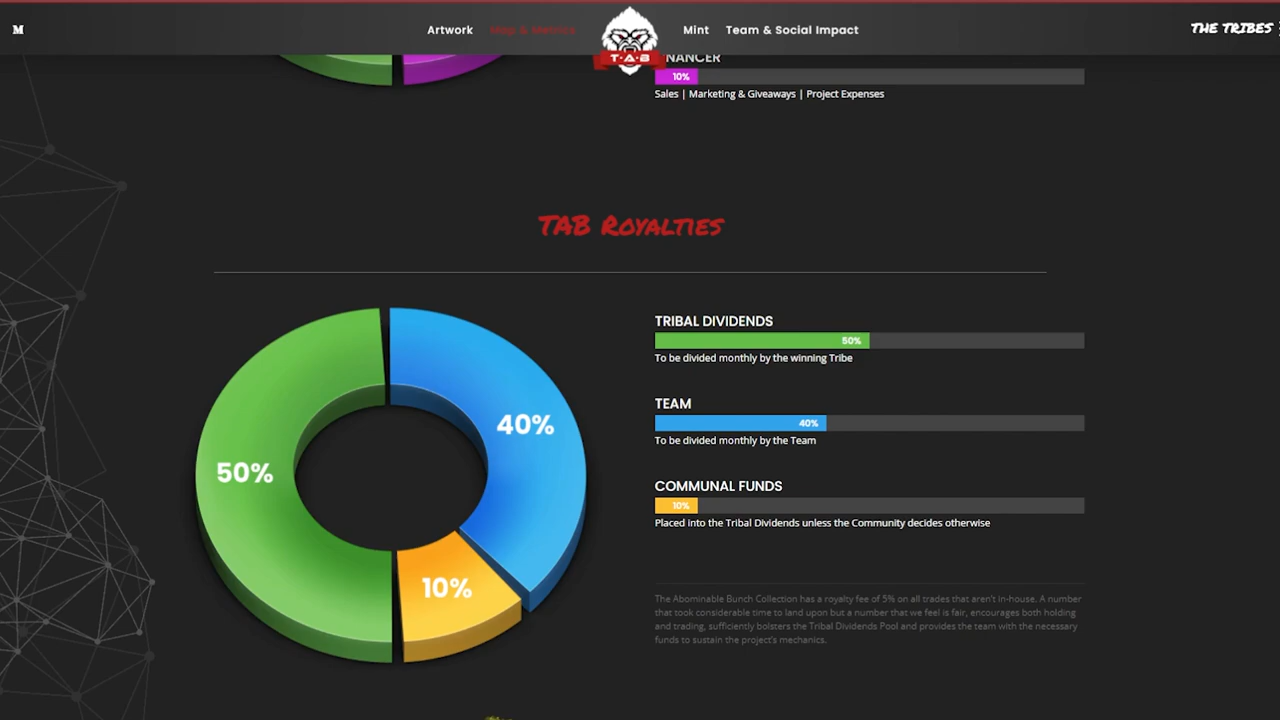 M
Artwork
Map & Metrics
T·A·B
Mint
Team & Social Impact
THE TRIBES
10%
Sales | Marketing & Giveaways | Project Expenses
TAB ROYALTIES
50%
40%
10%
TRIBAL DIVIDENDS
50%
To be divided monthly by the winning Tribe
TEAM
40%
To be divided monthly by the Team
COMMUNAL FUNDS
10%
Placed into the Tribal Dividends unless the Community decides otherwise
The Abominable Bunch Collection has a royalty fee of 5% on all trades that aren't in-house. A number
that took considerable time to land upon but a number that we feel is fair, encourages both holding
and trading, sufficiently bolsters the Tribal Dividends Pool and provides the team with the necessary
funds to sustain the project's mechanics.